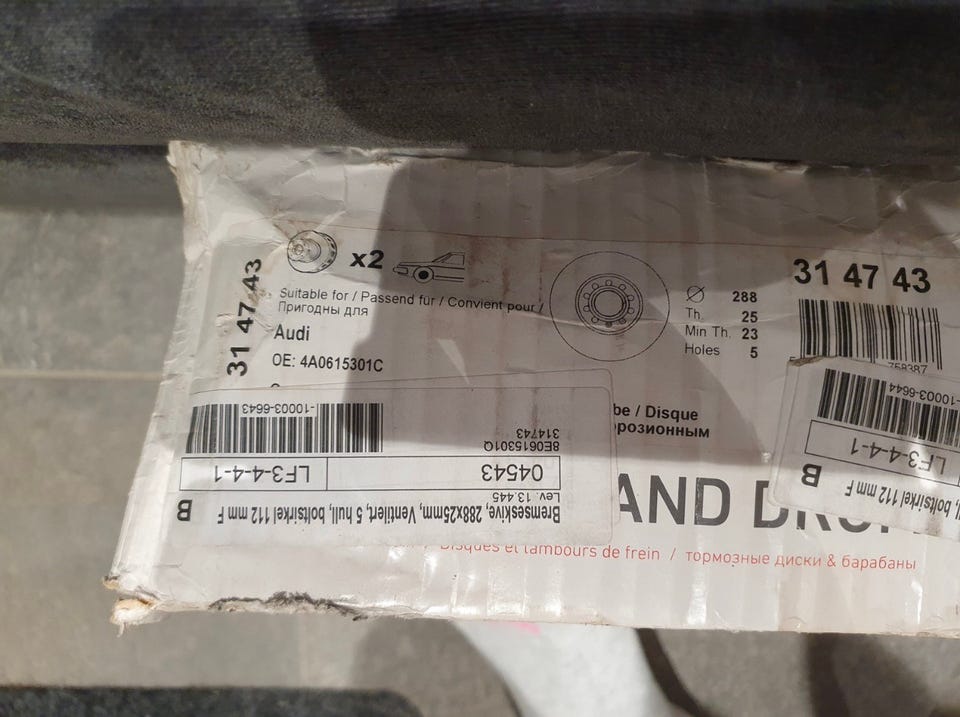 31 47 43
x2
Suitable for / Passend für / Convient pour /
Пригодны для
Audi
OE: 4A0615301C
⌀ 288
Th. 25
Min Th. 23
Holes 5
31 47 43
758387
-10003-6643
314743
8E0615301Q
LF3-4-4-1
04543
Lev. 13.445
Bremseskive, 288x25mm, Ventilert, 5 hull, boltsirkel 112 mm F
B
/ Disque
AND
Disques et tambours de frein / тормозные диски & барабаны
-10003-6644
LF3-4-4-1
boltsirkel 112 mm F
B